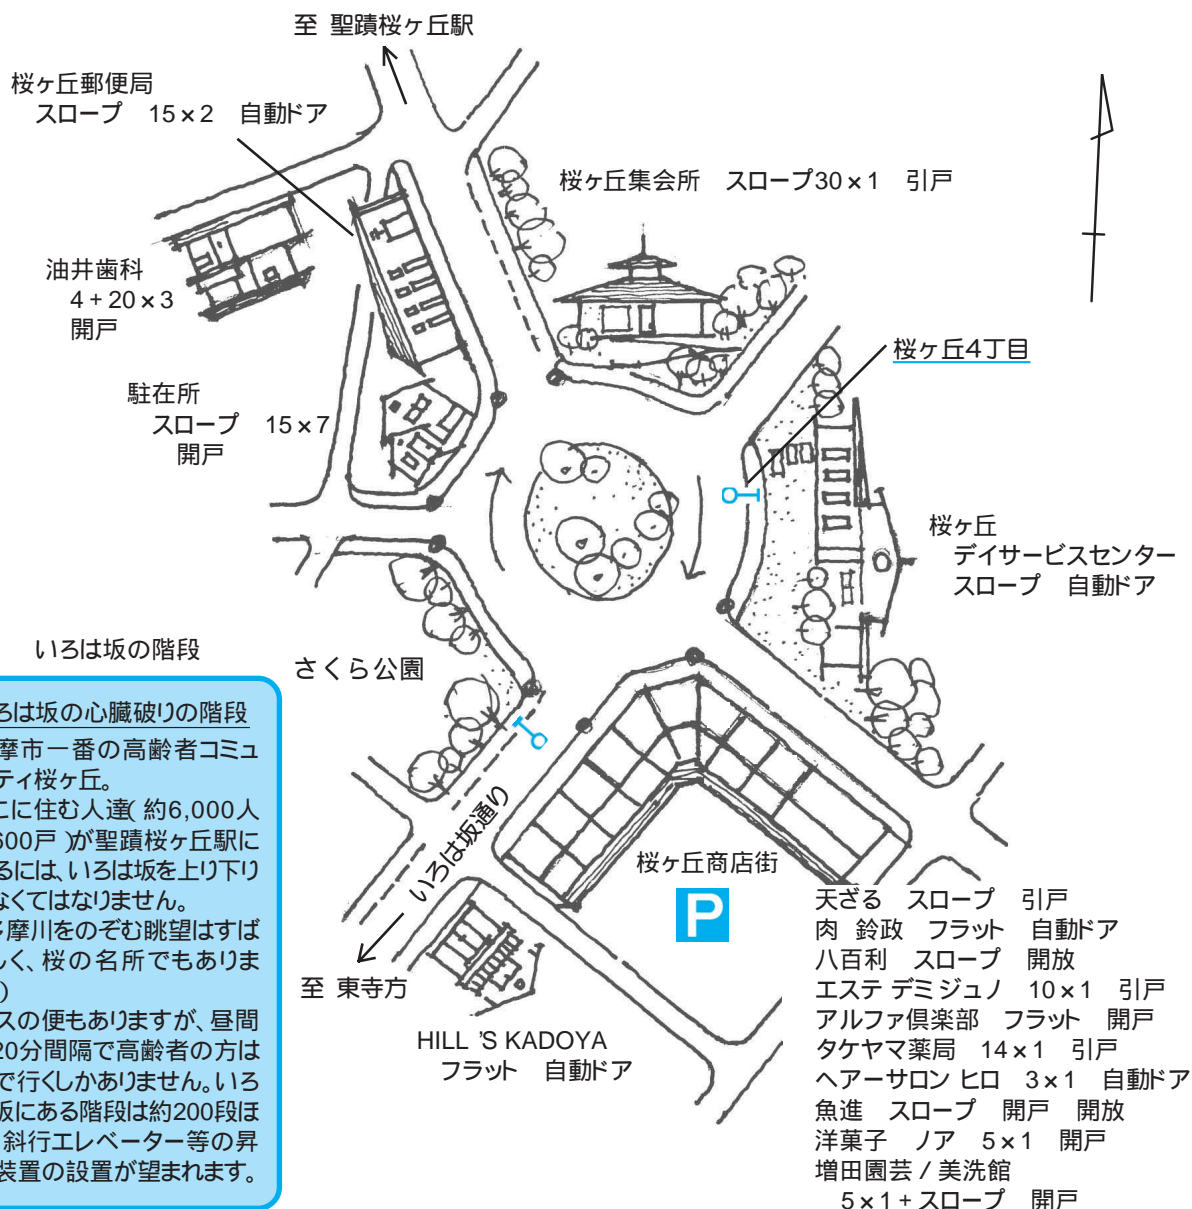 至 聖蹟桜ヶ丘駅
桜ヶ丘郵便局
スロープ 15×2 自動ドア
桜ヶ丘集会所 スロープ30×1 引戸
油井歯科
4+20×3
開戸
桜ヶ丘4丁目
駐在所
スロープ 15×7
開戸
桜ヶ丘
デイサービスセンター
スロープ 自動ドア
さくら公園
いろは坂の階段
ろは坂の心臓破りの階段
摩市一番の高齢者コミュ
ティ桜ヶ丘。
こに住む人達(約6,000人
600戸)が聖蹟桜ヶ丘駅に
るには、いろは坂を上り下り
なくてはなりません。
多摩川をのぞむ眺望はすば
しく、桜の名所でもありま
)
スの便もありますが、昼間
20分間隔で高齢者の方は
で行くしかありません。いろ
坂にある階段は約200段ほ
斜行エレベーター等の昇
装置の設置が望まれます。
いろは坂通り
至 東寺方
HILL 'S KADOYA
フラット 自動ドア
桜ヶ丘商店街
P
天ざる スロープ 引戸
肉 鈴政 フラット 自動ドア
八百利 スロープ 開放
エステ デミジュノ 10×1 引戸
アルファ倶楽部 フラット 開戸
タケヤマ薬局 14×1 引戸
ヘアーサロン ヒロ 3×1 自動ドア
魚進 スロープ 開戸 開放
洋菓子 ノア 5×1 開戸
増田園芸/美洗館
5×1+スロープ 開戸